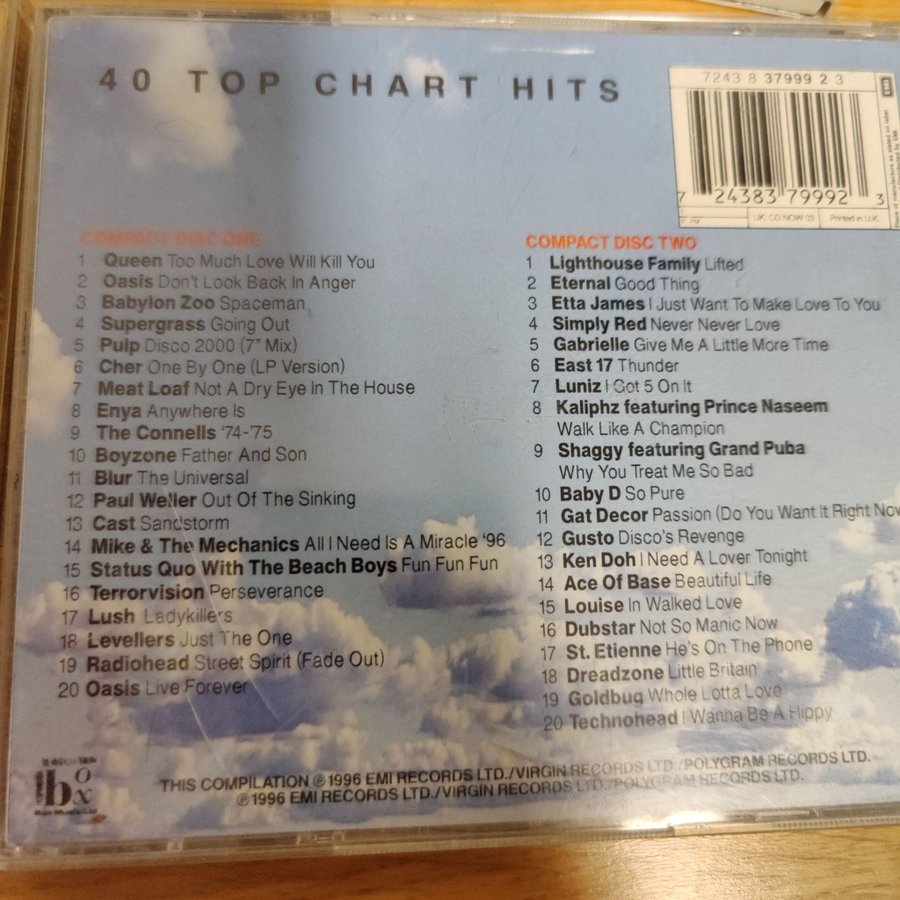 40 TOP CHART HITS
7243 8 37999 2 3
EMI
7 24383 79992 3
UK: CD NOW 33
Printed in U.K.
COMPACT DISC ONE
1 Queen Too Much Love Will Kill You
2 Oasis Don't Look Back In Anger
3 Babylon Zoo Spaceman
4 Supergrass Going Out
5 Pulp Disco 2000 (7" Mix)
6 Cher One By One (LP Version)
7 Meat Loaf Not A Dry Eye In The House
8 Enya Anywhere Is
9 The Connells '74-'75
10 Boyzone Father And Son
11 Blur The Universal
12 Paul Weller Out Of The Sinking
13 Cast Sandstorm
14 Mike & The Mechanics All I Need Is A Miracle '96
15 Status Quo With The Beach Boys Fun Fun Fun
16 Terrorvision Perseverance
17 Lush Ladykillers
18 Levellers Just The One
19 Radiohead Street Spirit (Fade Out)
20 Oasis Live Forever
COMPACT DISC TWO
1 Lighthouse Family Lifted
2 Eternal Good Thing
3 Etta James I Just Want To Make Love To You
4 Simply Red Never Never Love
5 Gabrielle Give Me A Little More Time
6 East 17 Thunder
7 Luniz I Got 5 On It
8 Kaliphz featuring Prince Naseem
Walk Like A Champion
9 Shaggy featuring Grand Puba
Why You Treat Me So Bad
10 Baby D So Pure
11 Gat Decor Passion (Do You Want It Right Now
12 Gusto Disco's Revenge
13 Ken Doh I Need A Lover Tonight
14 Ace Of Base Beautiful Life
15 Louise In Walked Love
16 Dubstar Not So Manic Now
17 St. Etienne He's On The Phone
18 Dreadzone Little Britain
19 Goldbug Whole Lotta Love
20 Technohead I Wanna Be A Hippy
box
THIS COMPILATION ℗1996 EMI RECORDS LTD./VIRGIN RECORDS LTD./POLYGRAM RECORDS LTD.
©1996 EMI RECORDS LTD./VIRGIN RECORDS LTD./POLYGRAM RECORDS LTD.